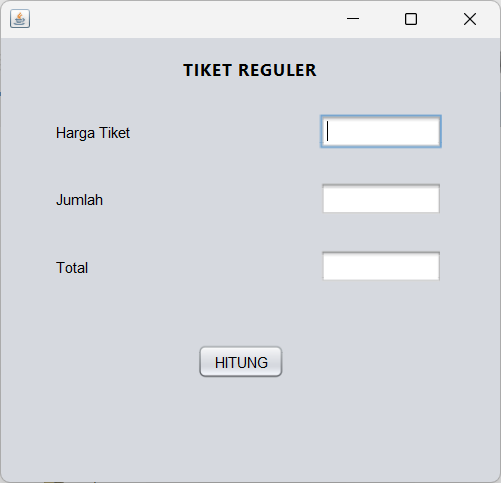 TIKET REGULER
Harga Tiket
Jumlah
Total
HITUNG